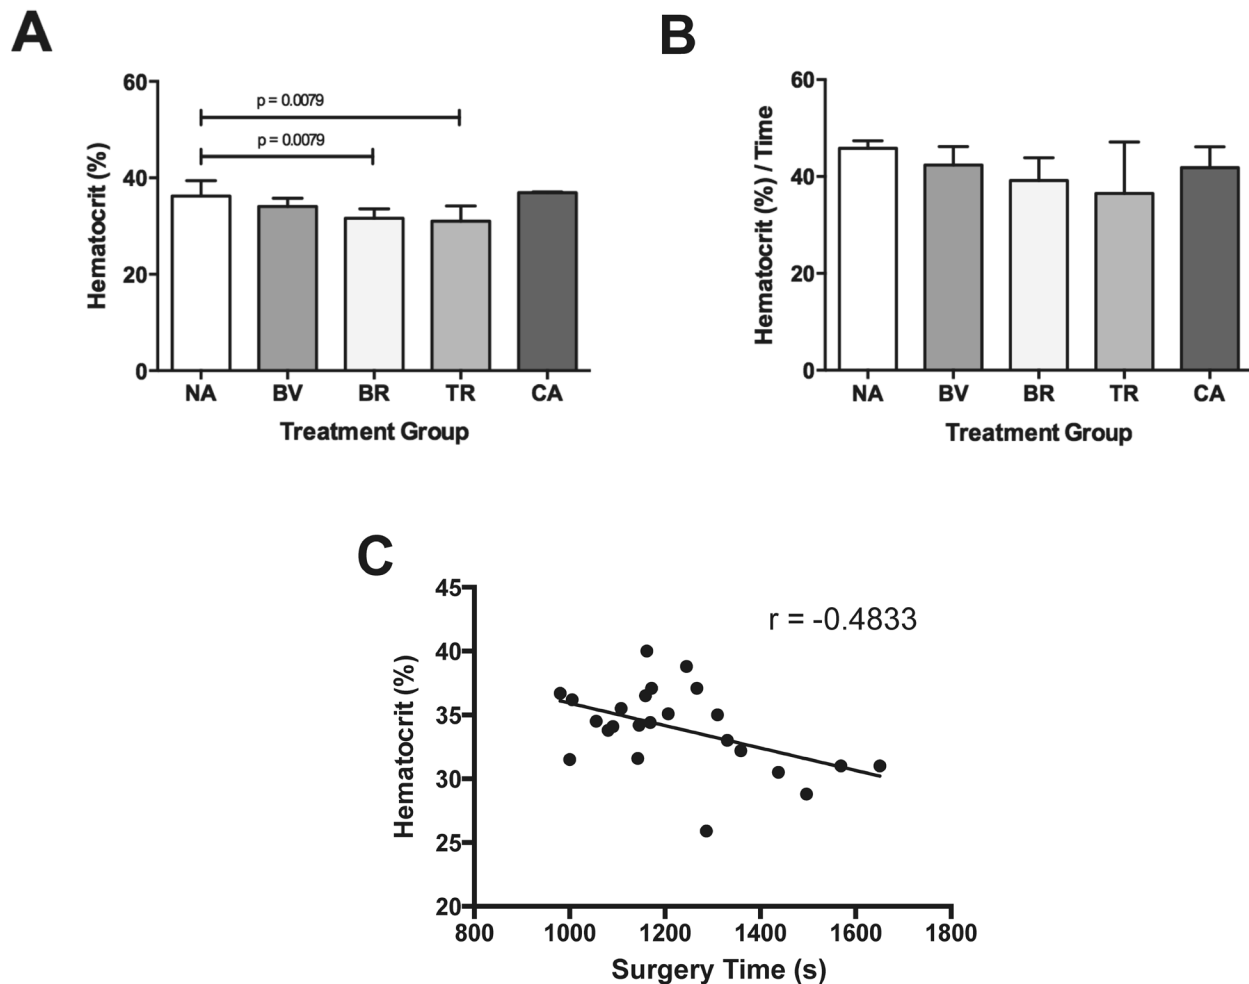 A
B
60
40
20
0
Hematocrit (%)
p = 0.0079
p = 0.0079
NA BV BR TR CA
Treatment Group
60
40
20
0
Hematocrit (%) / Time
NA BV BR TR CA
Treatment Group
C
45
40
35
30
25
20
Hematocrit (%)
r = -0.4833
800 1000 1200 1400 1600 1800
Surgery Time (s)